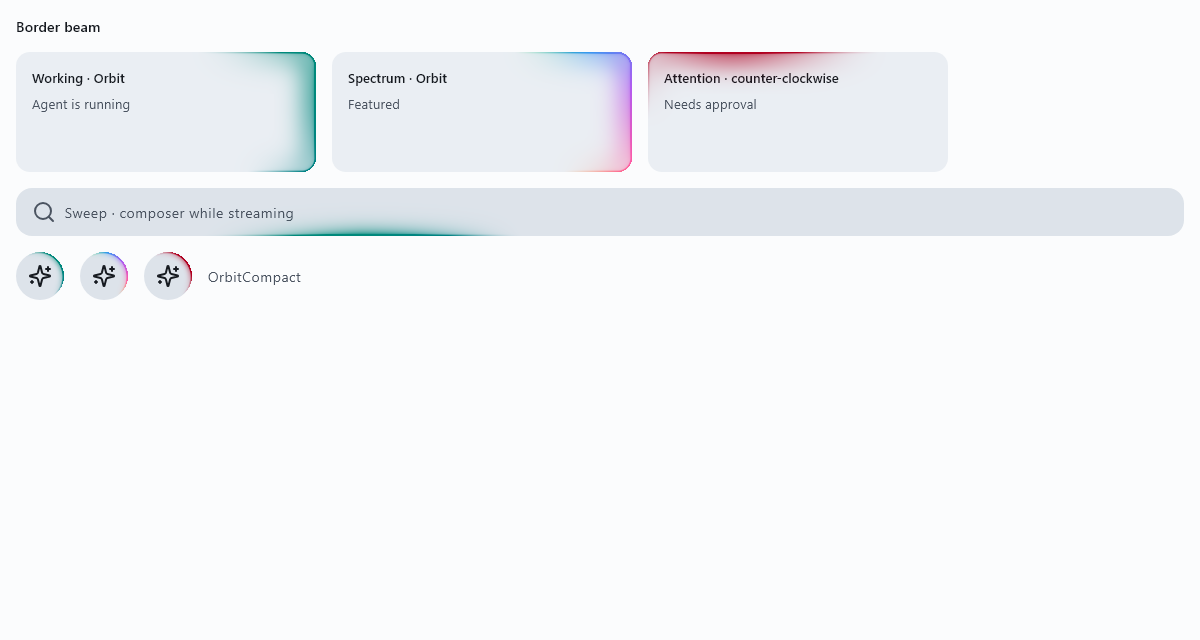 Border beam
Working · Orbit
Agent is running
Spectrum · Orbit
Featured
Attention · counter-clockwise
Needs approval
Sweep · composer while streaming
OrbitCompact